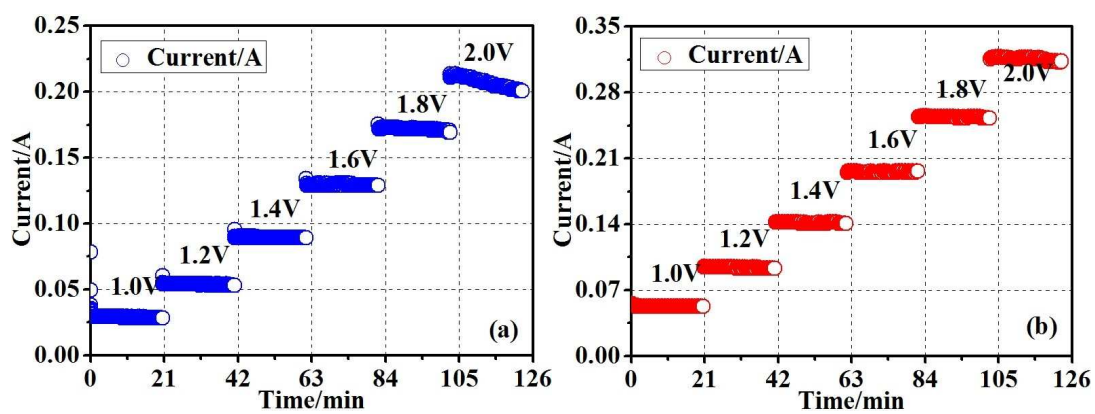 0.25
0.20
0.15
0.10
0.05
0.00
Current/A
Current/A
1.0V
1.2V
1.4V
1.6V
1.8V
2.0V
(a)
0 21 42 63 84 105 126
Time/min
0.35
0.28
0.21
0.14
0.07
0.00
Current/A
Current/A
1.0V
1.2V
1.4V
1.6V
1.8V
2.0V
(b)
0 21 42 63 84 105 126
Time/min